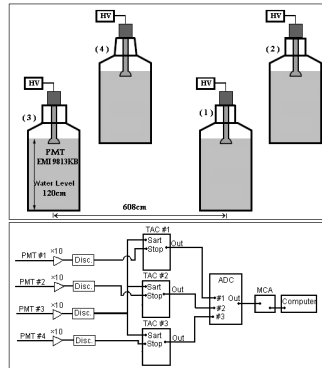 HV
(4)
HV
(2)
HV
(3)
HV
(1)
PMT
EMI 9813KB
Water Level
120cm
608cm
TAC #1
Sart
Stop
Out
PMT #1
×10
Disc.
PMT #2
×10
Disc.
TAC #2
Sart
Stop
Out
ADC
#1
Out
#2
#3
MCA
Computer
PMT #3
×10
Disc.
PMT #4
×10
Disc.
TAC #3
Sart
Stop
Out